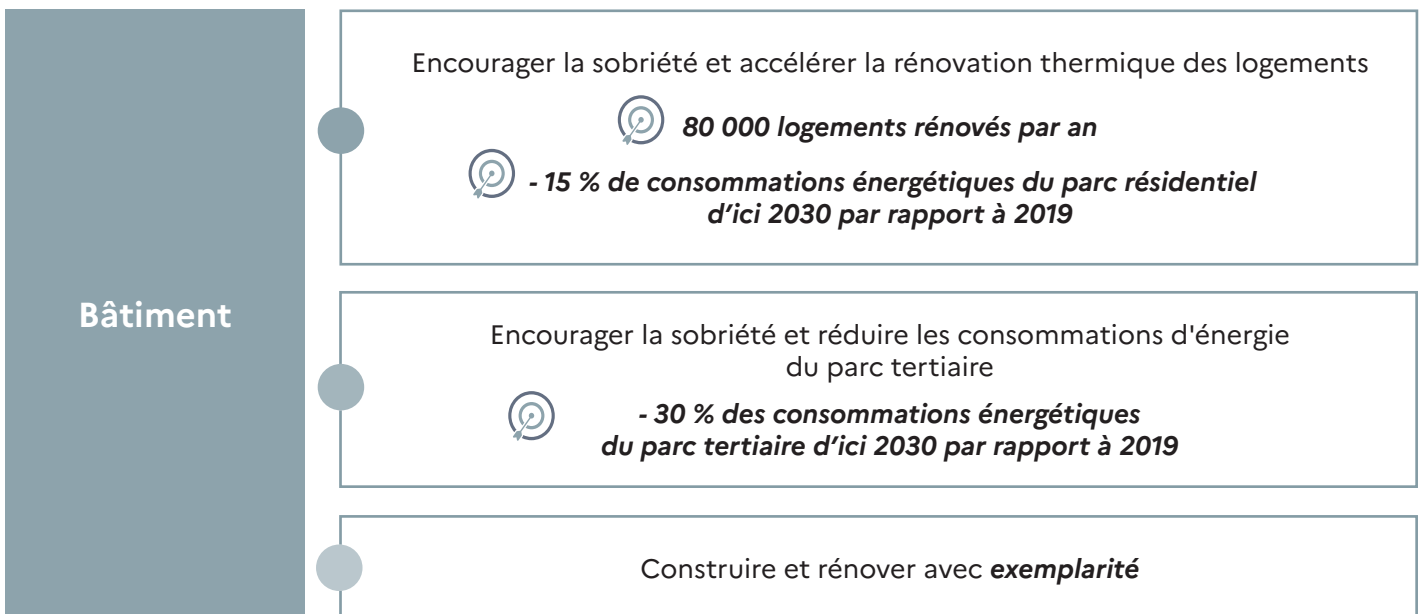 Bâtiment
Encourager la sobriété et accélérer la rénovation thermique des logements
80 000 logements rénovés par an
- 15 % de consommations énergétiques du parc résidentiel
d’ici 2030 par rapport à 2019
Encourager la sobriété et réduire les consommations d'énergie
du parc tertiaire
- 30 % des consommations énergétiques
du parc tertiaire d’ici 2030 par rapport à 2019
Construire et rénover avec exemplarité